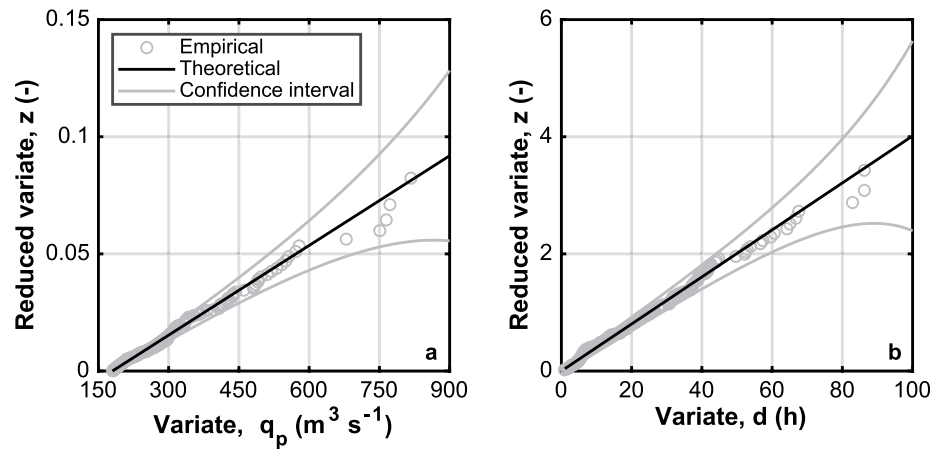 0.15
0.1
0.05
0
Reduced variate, z (-)
Empirical
Theoretical
Confidence interval
a
150 300 450 600 750 900
Variate, q_p (m³ s⁻¹)
6
4
2
0
Reduced variate, z (-)
b
0 20 40 60 80 100
Variate, d (h)